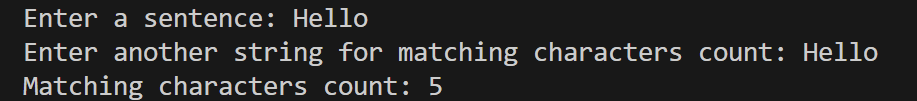 Enter a sentence: Hello
Enter another string for matching characters count: Hello
Matching characters count: 5